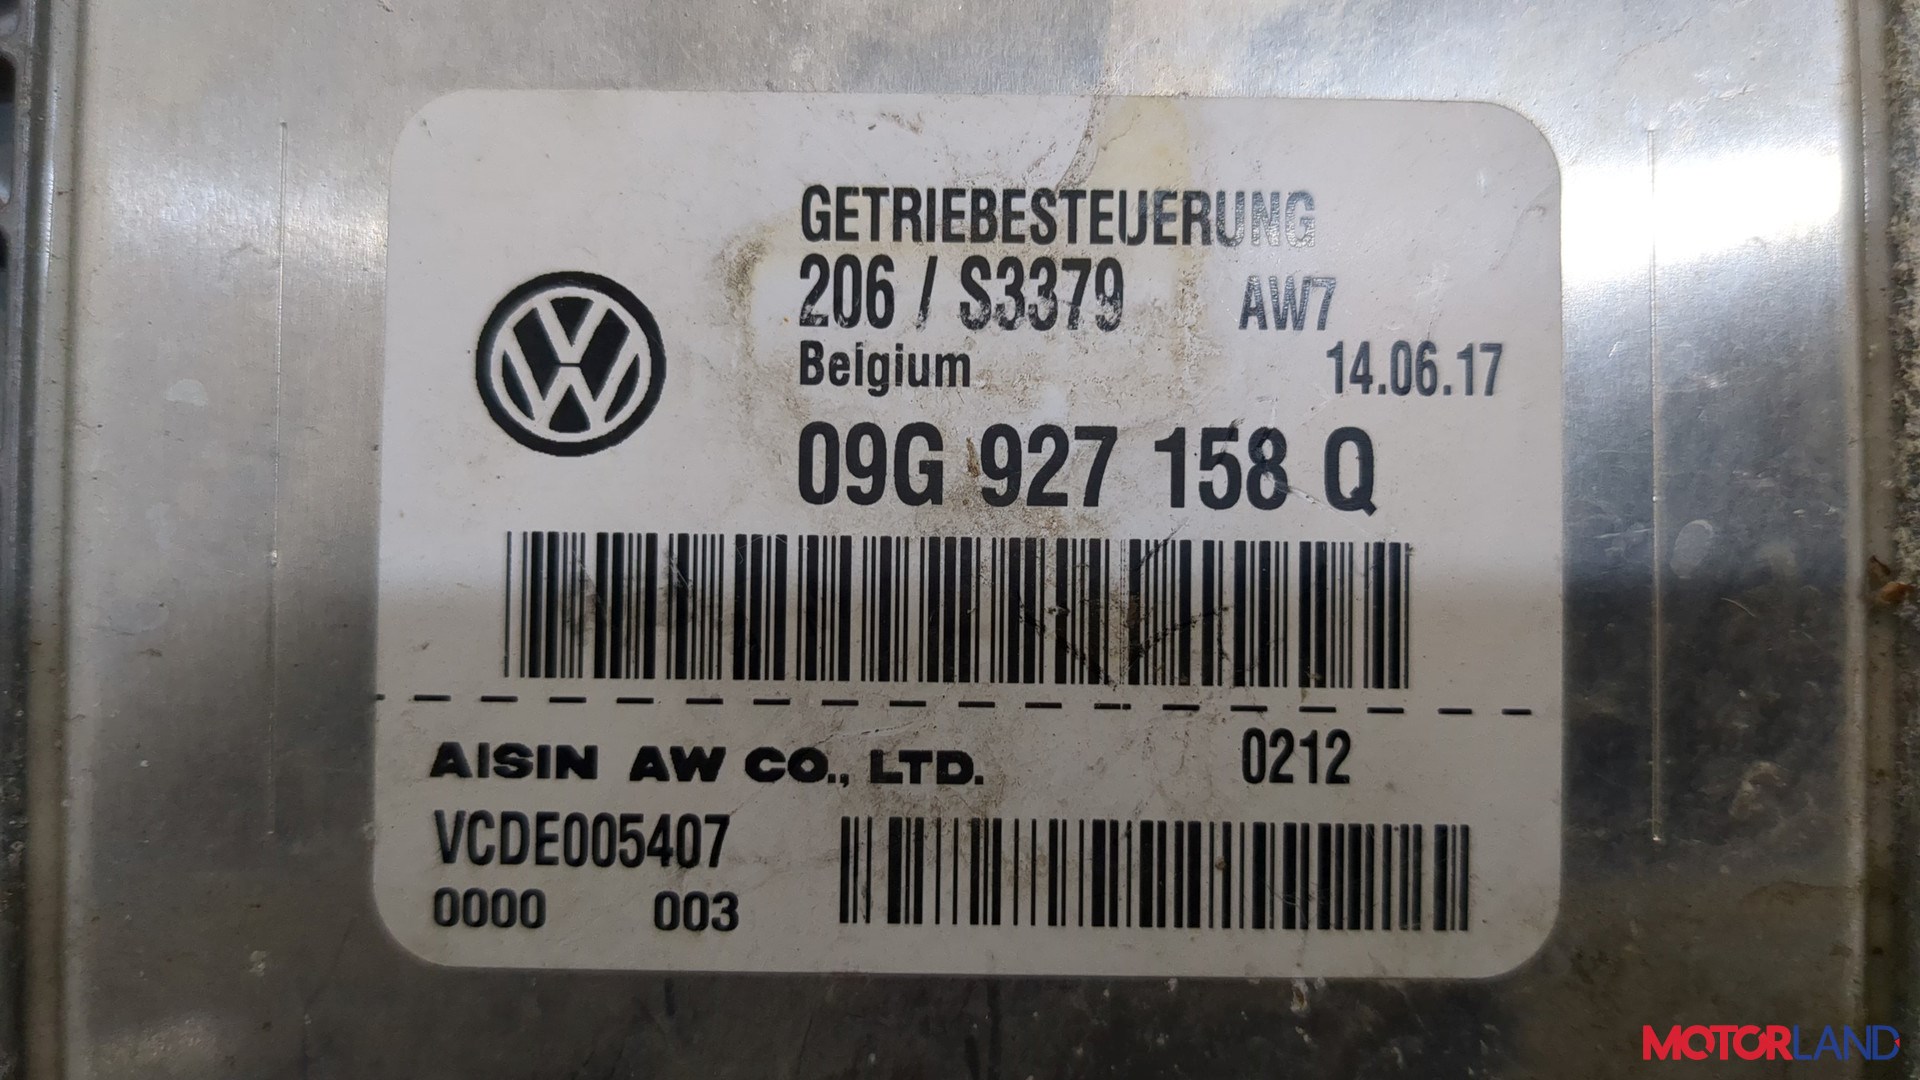 GETRIEBESTEUERUNG
206 / S3379 AW7
Belgium 14.06.17
09G 927 158 Q
AISIN AW CO., LTD. 0212
VCDE005407
0000 003
MOTORLAND